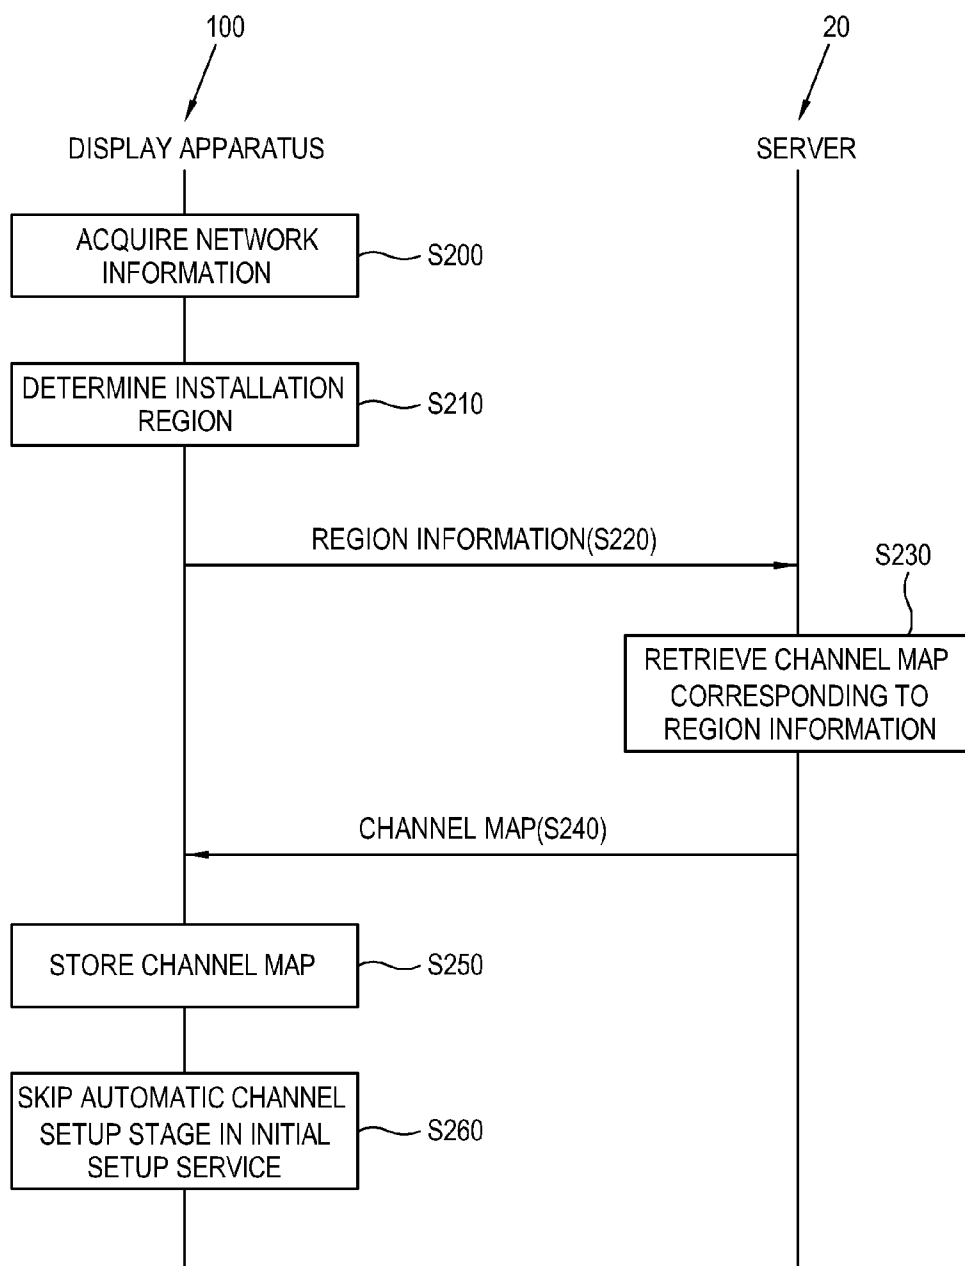 100
20
DISPLAY APPARATUS
SERVER
ACQUIRE NETWORK
INFORMATION
S200
DETERMINE INSTALLATION
REGION
S210
REGION INFORMATION(S220)
S230
RETRIEVE CHANNEL MAP
CORRESPONDING TO
REGION INFORMATION
CHANNEL MAP(S240)
STORE CHANNEL MAP
S250
SKIP AUTOMATIC CHANNEL
SETUP STAGE IN INITIAL
SETUP SERVICE
S260